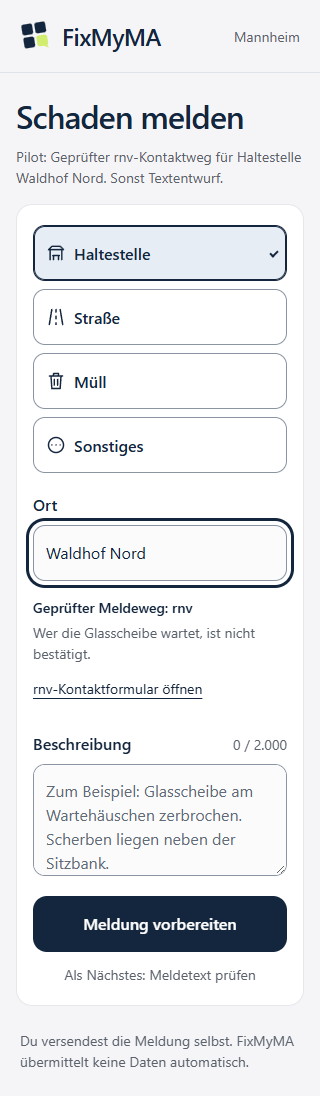 FixMyMA
Mannheim
Schaden melden
Pilot: Geprüfter rnv-Kontaktweg für Haltestelle
Waldhof Nord. Sonst Textentwurf.
Haltestelle
Straße
Müll
Sonstiges
Ort
Waldhof Nord
Geprüfter Meldeweg: rnv
Wer die Glasscheibe wartet, ist nicht
bestätigt.
rnv-Kontaktformular öffnen
Beschreibung
0 / 2.000
Zum Beispiel: Glasscheibe am
Wartehäuschen zerbrochen.
Scherben liegen neben der
Sitzbank.
Meldung vorbereiten
Als Nächstes: Meldetext prüfen
Du versendest die Meldung selbst. FixMyMA
übermittelt keine Daten automatisch.